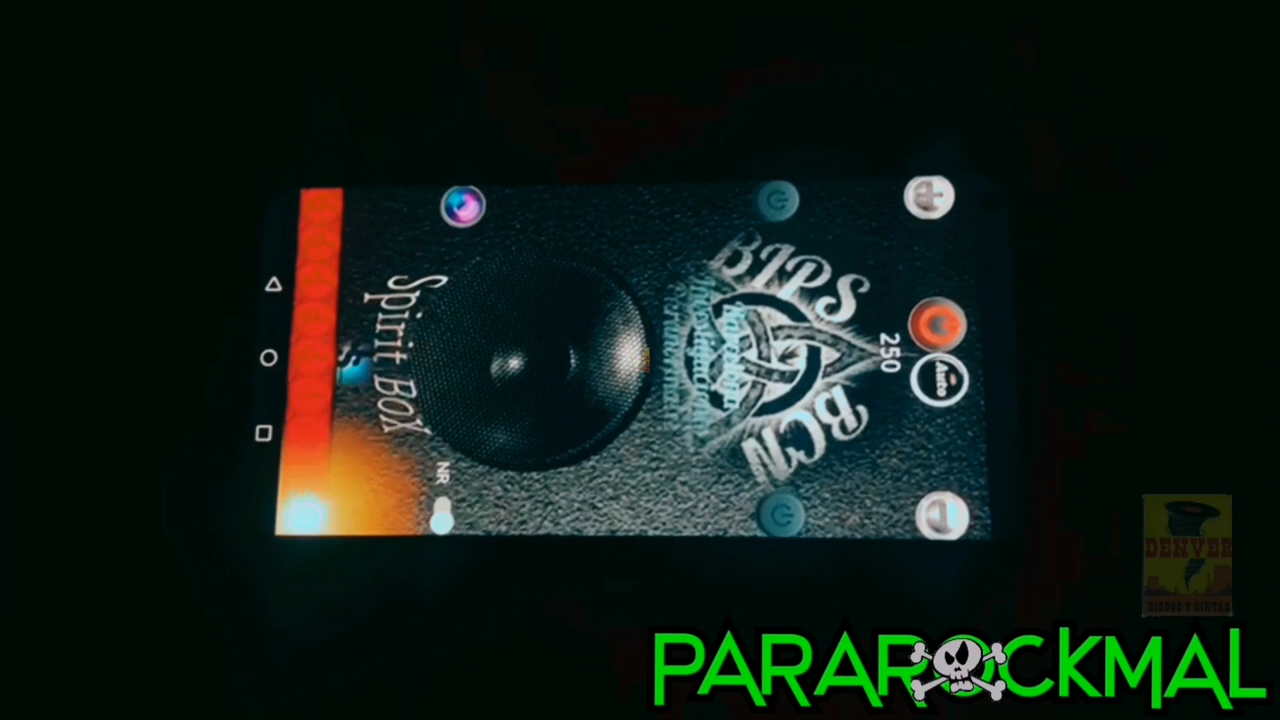 BIPS
BCN
250
Auto
Spirit Box
NR
DENVER
DISCOS Y CINTAS
PARAROCKMAL